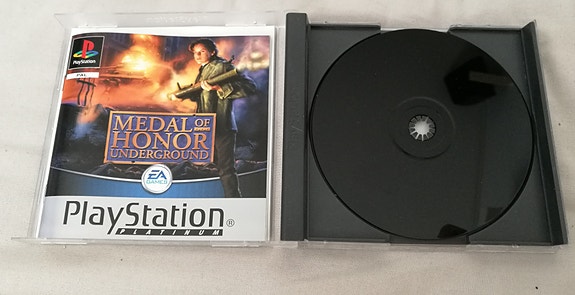 PlayStation
PAL
MEDAL OF
HONOR
UNDERGROUND
EA
GAMES
PlayStation®
PLATINUM